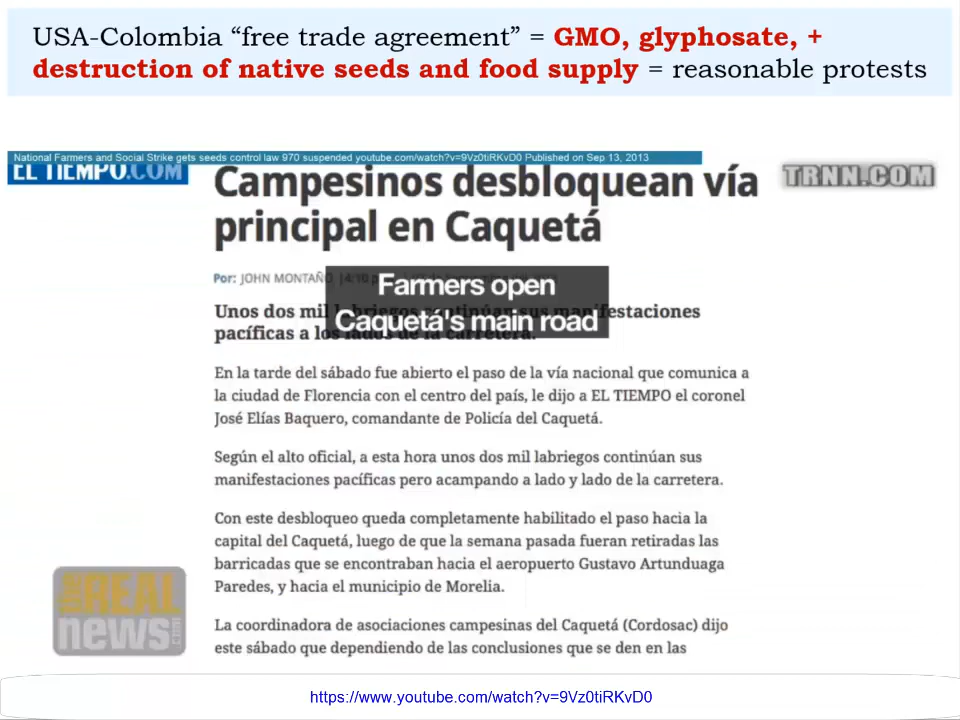 USA-Colombia “free trade agreement” = GMO, glyphosate, +
destruction of native seeds and food supply = reasonable protests
National Farmers and Social Strike gets seeds control law 970 suspended youtube.com/watch?v=9Vz0tiRKvD0 Published on Sep 13, 2013
EL TIEMPO.COM
TRNN.COM
Campesinos desbloquean vía
principal en Caquetá
Por: JOHN MONTAÑO
Farmers open
Caquetá's main road
Unos dos mil labriegos continúan sus manifestaciones
pacíficas a los lados de la carretera.
En la tarde del sábado fue abierto el paso de la vía nacional que comunica a
la ciudad de Florencia con el centro del país, le dijo a EL TIEMPO el coronel
José Elías Baquero, comandante de Policía del Caquetá.
Según el alto oficial, a esta hora unos dos mil labriegos continúan sus
manifestaciones pacíficas pero acampando a lado y lado de la carretera.
Con este desbloqueo queda completamente habilitado el paso hacia la
capital del Caquetá, luego de que la semana pasada fueran retiradas las
barricadas que se encontraban hacia el aeropuerto Gustavo Artunduaga
Paredes, y hacia el municipio de Morelia.
La coordinadora de asociaciones campesinas del Caquetá (Cordosac) dijo
este sábado que dependiendo de las conclusiones que se den en las
the REAL
news.com
https://www.youtube.com/watch?v=9Vz0tiRKvD0